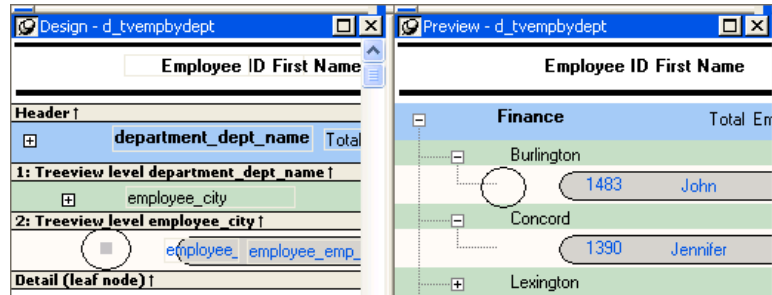 Design - d_tvempbydept
Employee ID First Name
Header ↑
department_dept_name Total
1: Treeview level department_dept_name ↑
employee_city
2: Treeview level employee_city ↑
employee_ employee_emp_
Detail (leaf node) ↑
Preview - d_tvempbydept
Employee ID First Name
Finance Total Em
Burlington
1483 John
Concord
1390 Jennifer
Lexington